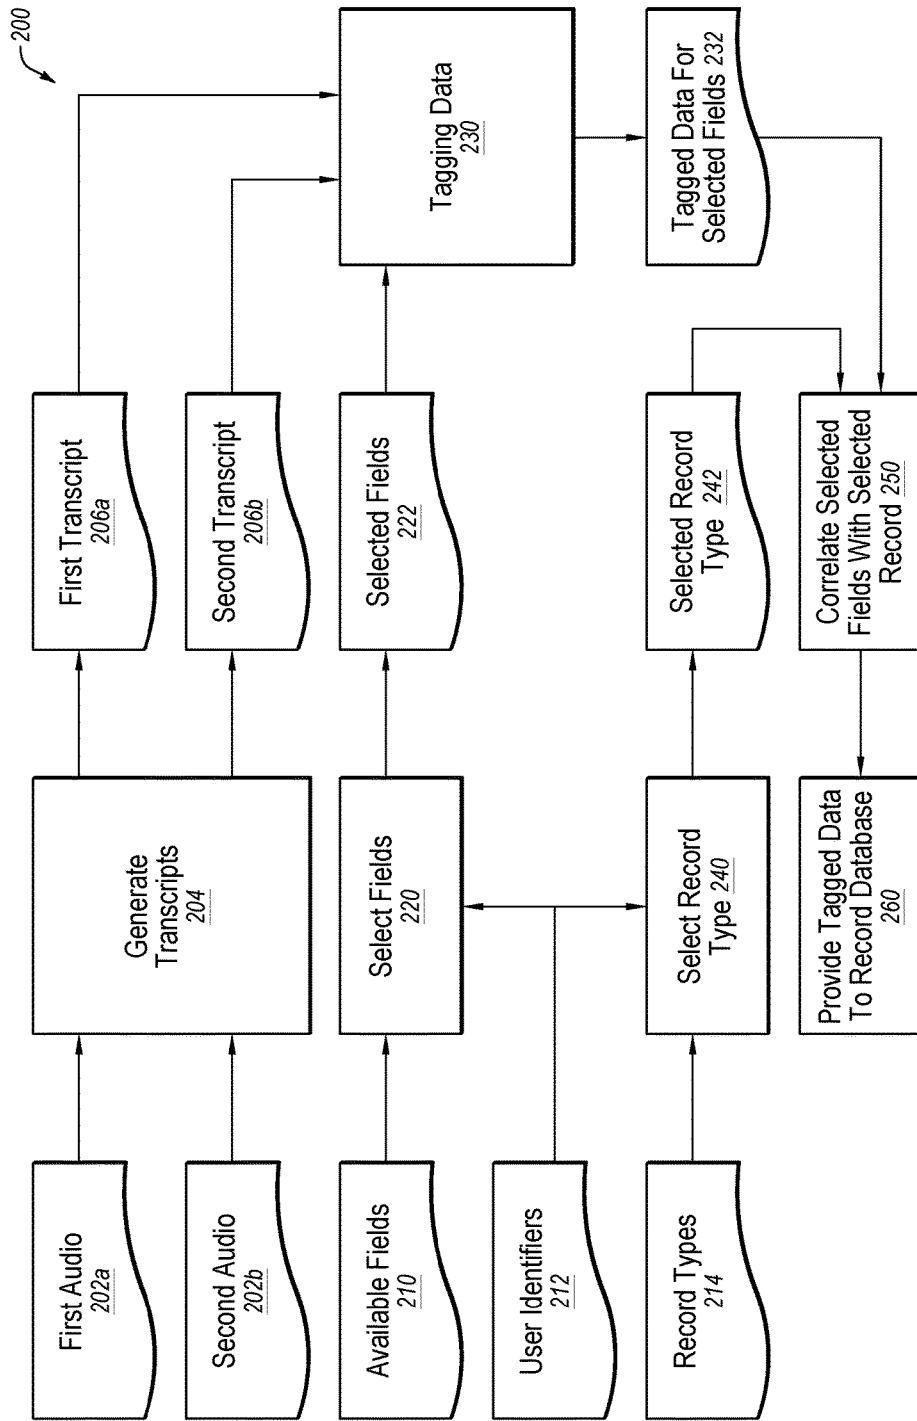 200
First Audio
202a
Second Audio
202b
Available Fields
210
User Identifiers
212
Record Types
214
Generate
Transcripts
204
Select Fields
220
Select Record
Type 240
Provide Tagged Data
To Record Database
260
First Transcript
206a
Second Transcript
206b
Selected Fields
222
Selected Record
Type 242
Correlate Selected
Fields With Selected
Record 250
Tagging Data
230
Tagged Data For
Selected Fields 232